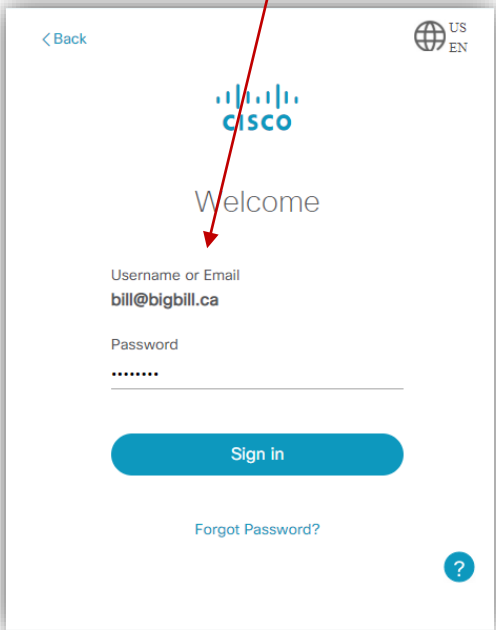 <Back
US
EN
CISCO
Welcome
Username or Email
bill@bigbill.ca
Password
••••••••
Sign in
Forgot Password?
?